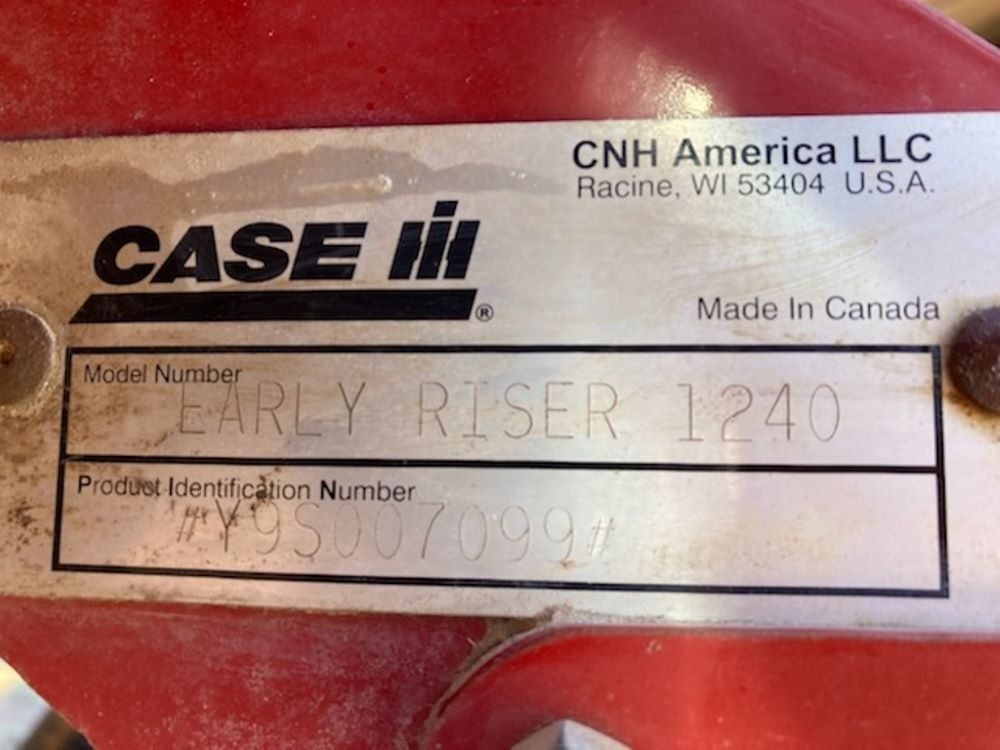 CNH America LLC
Racine, WI 53404 U.S.A.
CASE IH
®
Made In Canada
Model Number
EARLY RISER 1240
Product Identification Number
#Y9S007099#